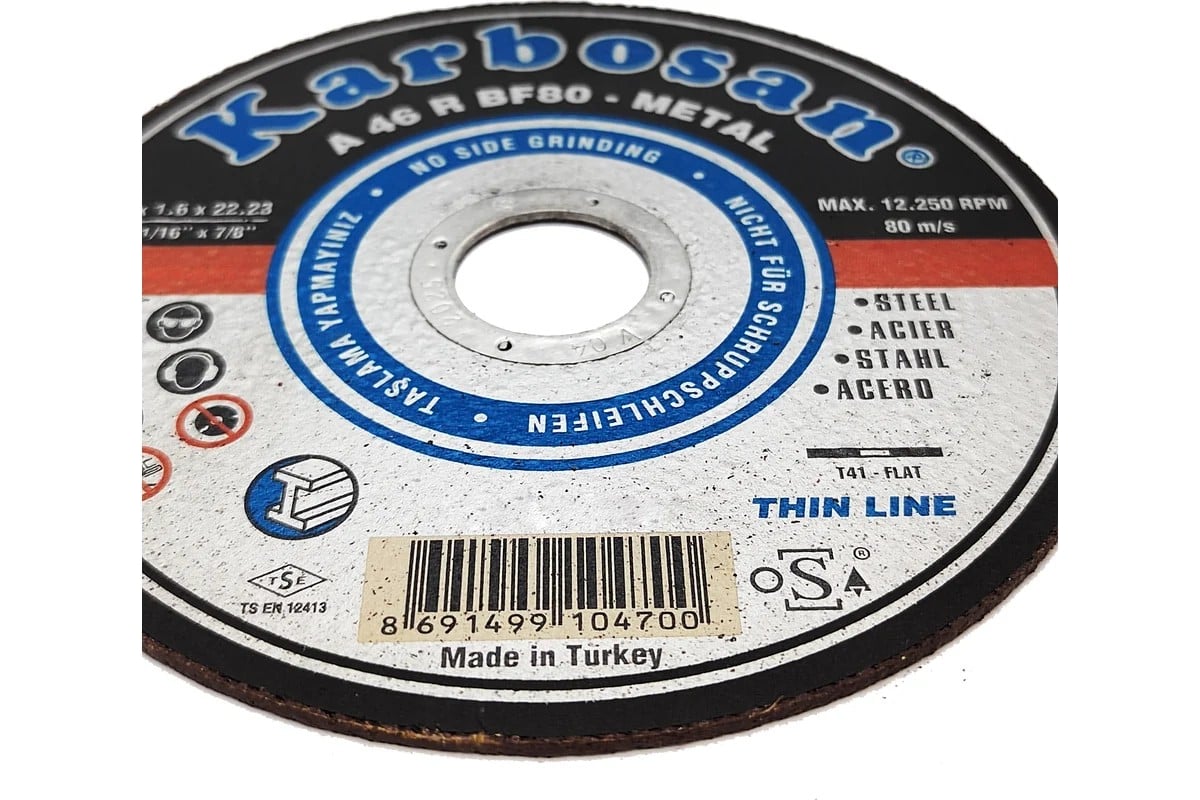 Karbosan®
A 46 R BF80 - METAL
NO SIDE GRINDING
x 1.6 x 22.23
1/16" x 7/8"
MAX. 12.250 RPM
80 m/s
NICHT FÜR SCHRUPPSCHLEIFEN
TAŞLAMA YAPMAYINIZ
V 04
2025
• STEEL
• ACIER
• STAHL
• ACERO
T41 - FLAT
THIN LINE
TSE
TS EN 12413
oSa®
8 691499 104700
Made in Turkey